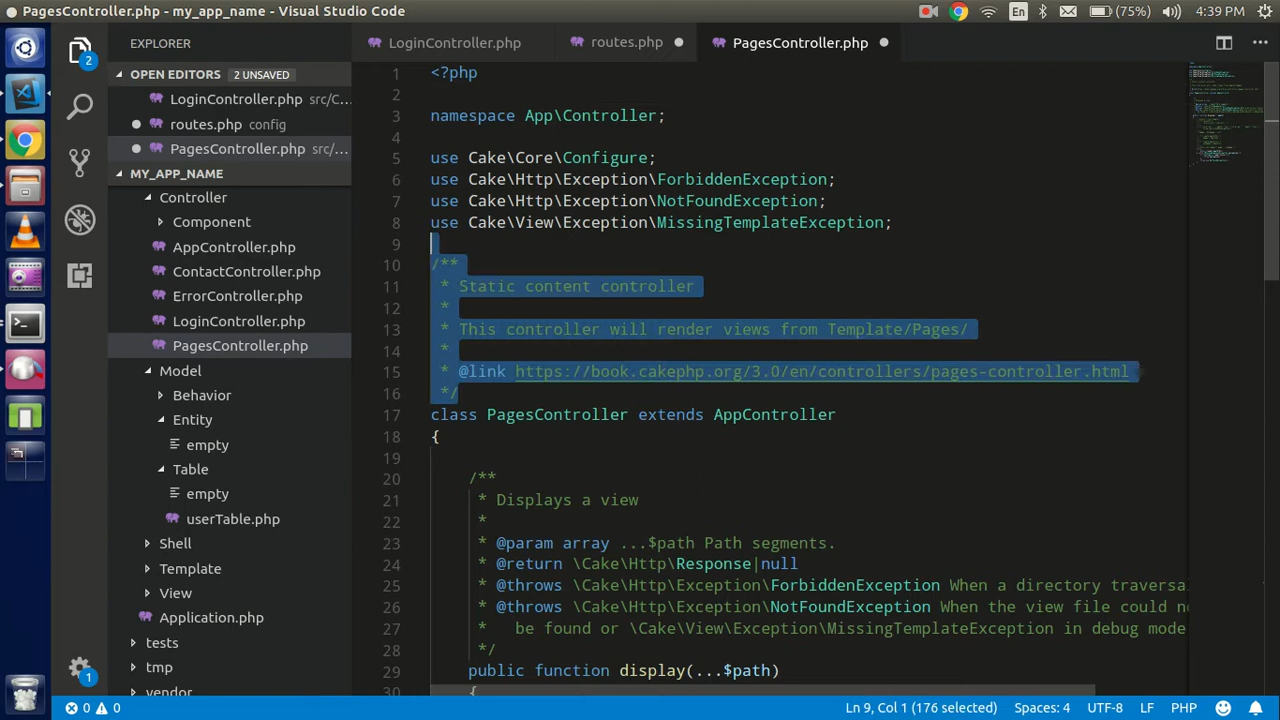 PagesController.php - my_app_name - Visual Studio Code
En
(75%)
4:39 PM
EXPLORER
OPEN EDITORS 2 UNSAVED
LoginController.php src/C...
routes.php config
PagesController.php src/...
MY_APP_NAME
Controller
Component
AppController.php
ContactController.php
ErrorController.php
LoginController.php
PagesController.php
Model
Behavior
Entity
empty
Table
empty
userTable.php
Shell
Template
View
Application.php
tests
tmp
vendor
2
1
LoginController.php
routes.php
PagesController.php
1 <?php
2
3 namespace App\Controller;
4
5 use Cake\Core\Configure;
6 use Cake\Http\Exception\ForbiddenException;
7 use Cake\Http\Exception\NotFoundException;
8 use Cake\View\Exception\MissingTemplateException;
9
10 /**
11 * Static content controller
12 *
13 * This controller will render views from Template/Pages/
14 *
15 * @link https://book.cakephp.org/3.0/en/controllers/pages-controller.html
16 */
17 class PagesController extends AppController
18 {
19
20 /**
21 * Displays a view
22 *
23 * @param array ...$path Path segments.
24 * @return \Cake\Http\Response|null
25 * @throws \Cake\Http\Exception\ForbiddenException When a directory traversa
26 * @throws \Cake\Http\Exception\NotFoundException When the view file could no
27 * be found or \Cake\View\Exception\MissingTemplateException in debug mode
28 */
29 public function display(...$path)
30 {
0 0
Ln 9, Col 1 (176 selected)
Spaces: 4
UTF-8
LF
PHP